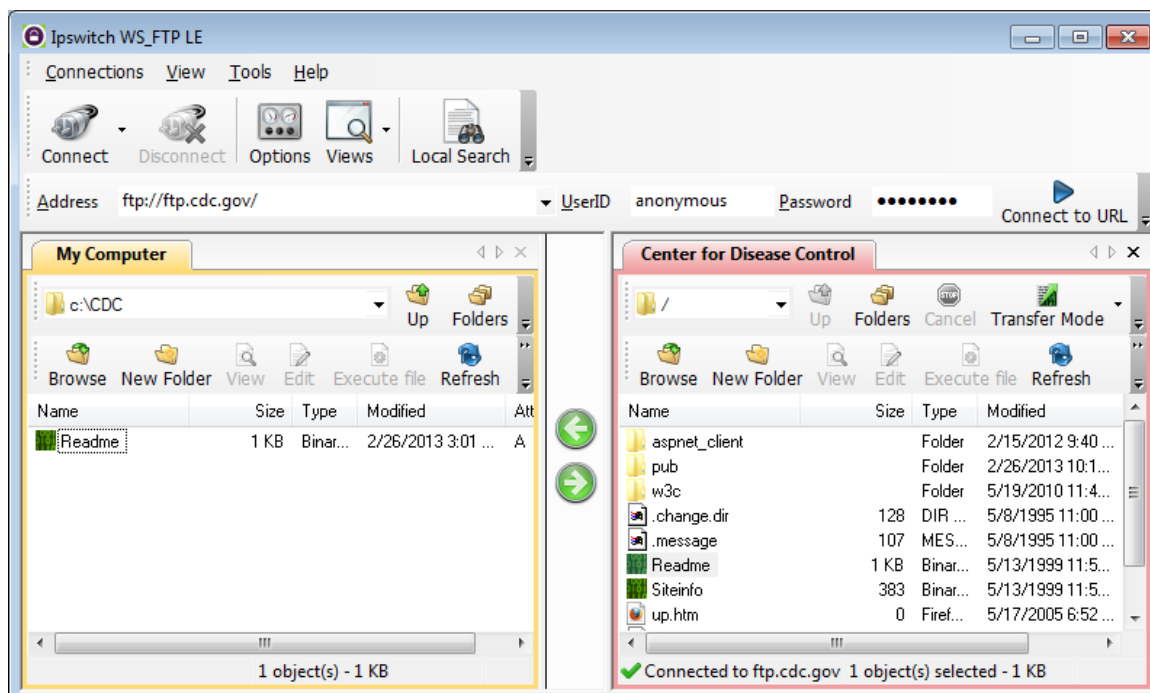 Ipswitch WS_FTP LE
Connections View Tools Help
Connect Disconnect Options Views Local Search
Address ftp://ftp.cdc.gov/ UserID anonymous Password •••••••• Connect to URL
My Computer
c:\CDC Up Folders
Browse New Folder View Edit Execute file Refresh
Name Size Type Modified Att
Readme 1 KB Binar... 2/26/2013 3:01 ... A
1 object(s) - 1 KB
Center for Disease Control
/ Up Folders STOP Cancel Transfer Mode
Browse New Folder View Edit Execute file Refresh
Name Size Type Modified
aspnet_client Folder 2/15/2012 9:40 ...
pub Folder 2/26/2013 10:1...
w3c Folder 5/19/2010 11:4...
.change.dir 128 DIR ... 5/8/1995 11:00 ...
.message 107 MES... 5/8/1995 11:00 ...
Readme 1 KB Binar... 5/13/1999 11:5...
Siteinfo 383 Binar... 5/13/1999 11:5...
up.htm 0 Firef... 5/17/2005 6:52 ...
Connected to ftp.cdc.gov 1 object(s) selected - 1 KB